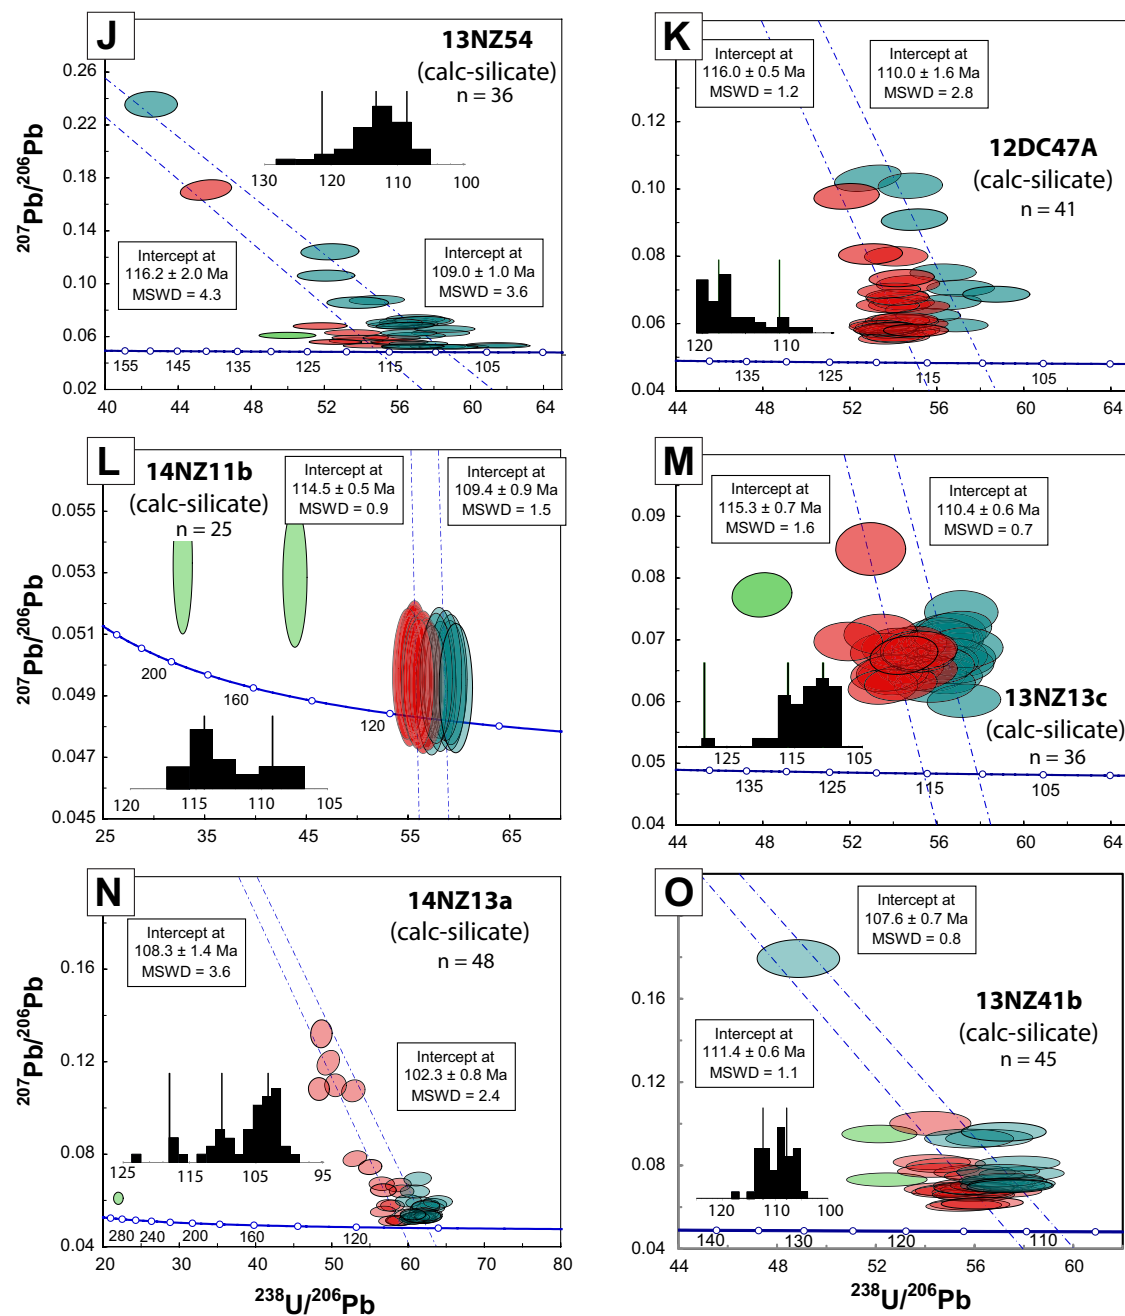 J
13NZ54
(calc-silicate)
n = 36
0.26
0.22
0.18
0.14
0.10
0.06
0.02
207Pb/206Pb
130 120 110 100
Intercept at
116.2 ± 2.0 Ma
MSWD = 4.3
Intercept at
109.0 ± 1.0 Ma
MSWD = 3.6
155 145 135 125 115 105
40 44 48 52 56 60 64
K
Intercept at
116.0 ± 0.5 Ma
MSWD = 1.2
Intercept at
110.0 ± 1.6 Ma
MSWD = 2.8
12DC47A
(calc-silicate)
n = 41
0.12
0.10
0.08
0.06
0.04
120 110
135 125 115 105
44 48 52 56 60 64
L
14NZ11b
(calc-silicate)
n = 25
Intercept at
114.5 ± 0.5 Ma
MSWD = 0.9
Intercept at
109.4 ± 0.9 Ma
MSWD = 1.5
0.055
0.053
0.051
0.049
0.047
0.045
207Pb/206Pb
200 160 120
120 115 110 105
25 35 45 55 65
M
Intercept at
115.3 ± 0.7 Ma
MSWD = 1.6
Intercept at
110.4 ± 0.6 Ma
MSWD = 0.7
0.09
0.08
0.07
0.06
0.05
0.04
13NZ13c
(calc-silicate)
n = 36
125 115 105
135 125 115 105
44 48 52 56 60 64
N
14NZ13a
(calc-silicate)
n = 48
Intercept at
108.3 ± 1.4 Ma
MSWD = 3.6
Intercept at
102.3 ± 0.8 Ma
MSWD = 2.4
0.16
0.12
0.08
0.04
207Pb/206Pb
125 115 105 95
280 240 200 160 120
20 30 40 50 60 70 80
238U/206Pb
O
Intercept at
107.6 ± 0.7 Ma
MSWD = 0.8
13NZ41b
(calc-silicate)
n = 45
Intercept at
111.4 ± 0.6 Ma
MSWD = 1.1
0.16
0.12
0.08
0.04
120 110 100
140 130 120 110
44 48 52 56 60
238U/206Pb